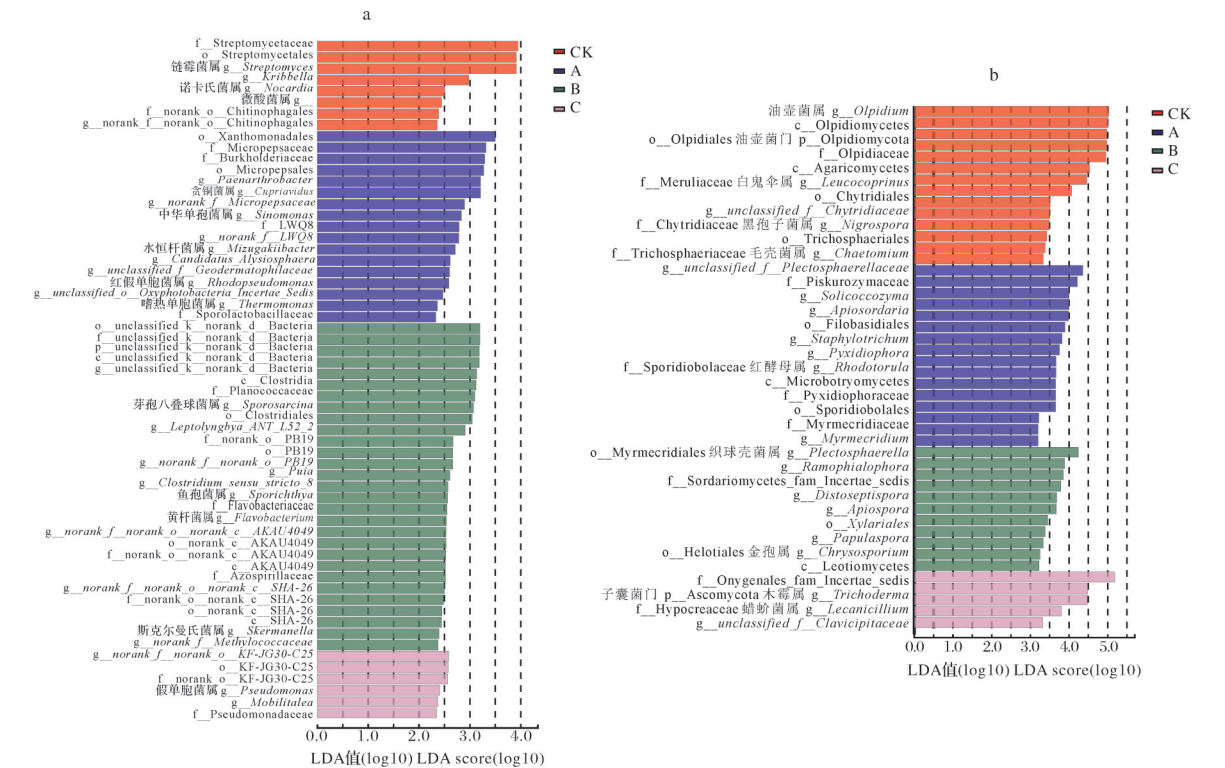 a
f__Streptomycetaceae
o__Streptomycetales
链霉菌属 g__Streptomyces
g__Kribbella
诺卡氏菌属 g__Nocardia
微酸菌属 g__
f__norank_o__Chitinophagales
g__norank_f__norank_o__Chitinophagales
o__Xanthomonadales
f__Micropepsaceae
f__Burkholderiaceae
o__Micropepsales
g__Paenarthrobacter
贪铜菌属 g__Cupriavidus
g__norank_f__Micropepsaceae
中华单孢菌属 g__Sinomonas
f__LWQ8
g__norank_f__LWQ8
水恒杆菌属 g__Mizugakiibacter
g__Candidatus_Alysiosphaera
g__unclassified_f__Geodermatophilaceae
红假单胞菌属 g__Rhodopseudomonas
g__unclassified_o__Oxyphotobacteria_Incertae_Sedis
嗜热单胞菌属 g__Thermomonas
f__Sporolactobacillaceae
o__unclassified_k__norank_d__Bacteria
f__unclassified_k__norank_d__Bacteria
p__unclassified_k__norank_d__Bacteria
c__unclassified_k__norank_d__Bacteria
g__unclassified_k__norank_d__Bacteria
c__Clostridia
f__Planococcaceae
芽孢八叠球菌属 g__Sporosarcina
o__Clostridiales
g__Leptolyngbya_ANT_L52_2
f__norank_o__PB19
o__PB19
g__norank_f__norank_o__PB19
g__Puia
g__Clostridium_sensu_stricto_8
鱼孢菌属 g__Sporichthya
f__Flavobacteriaceae
黄杆菌属 g__Flavobacterium
g__norank_f__norank_o__norank_c__AKAU4049
o__norank_c__AKAU4049
f__norank_o__norank_c__AKAU4049
c__AKAU4049
f__Azospirillaceae
g__norank_f__norank_o__norank_c__SHA-26
f__norank_o__norank_c__SHA-26
o__norank_c__SHA-26
c__SHA-26
斯克尔曼氏菌属 g__Skermanella
g__norank_f__Methylococcaceae
g__norank_f__norank_o__KF-JG30-C25
o__KF-JG30-C25
f__norank_o__KF-JG30-C25
假单胞菌属 g__Pseudomonas
g__Mobilitalea
f__Pseudomonadaceae
0.0 1.0 2.0 3.0 4.0
LDA值(log10) LDA score(log10)
CK
A
B
C
b
油壶菌属 g__Olpidium
c__Olpidiomycetes
o__Olpidiales 油壶菌门 p__Olpidiomycota
f__Olpidiaceae
c__Agaricomycetes
f__Meruliaceae 白鬼伞属 g__Leucocoprinus
o__Chytridiales
g__unclassified_f__Chytridiaceae
f__Chytridiaceae 黑孢子菌属 g__Nigrospora
o__Trichosphaeriales
f__Trichosphaeriaceae 毛壳菌属 g__Chaetomium
g__unclassified_f__Plectosphaerellaceae
f__Piskurozymaceae
g__Solicoccozyma
g__Apiosordaria
o__Filobasidiales
g__Staphylotrichum
g__Pyxidiophora
f__Sporidiobolaceae 红酵母属 g__Rhodotorula
c__Microbotryomycetes
f__Pyxidiophoraceae
o__Sporidiobolales
f__Myrmecridiaceae
g__Myrmecridium
o__Myrmecridiales 织球壳菌属 g__Plectosphaerella
g__Ramophialophora
f__Sordariomycetes_fam_Incertae_sedis
g__Distoseptispora
g__Apiospora
o__Xylariales
g__Papulaspora
o__Helotiales 金孢属 g__Chrysosporium
c__Leotiomycetes
f__Onygenales_fam_Incertae_sedis
子囊菌门 p__Ascomycota 木霉属 g__Trichoderma
f__Hypocreaceae 蜡蚧菌属 g__Lecanicillium
g__unclassified_f__Clavicipitaceae
0.0 1.0 2.0 3.0 4.0 5.0
LDA值(log10) LDA score(log10)
CK
A
B
C